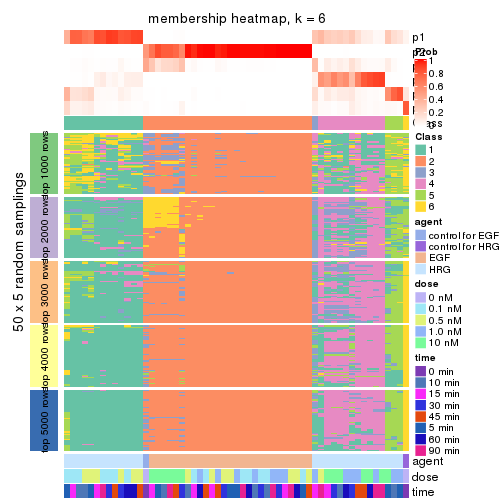 membership heatmap, k = 6
p1
p2
Prob
1
0.8
0.6
0.4
0.2
0
Class
1
2
3
4
5
6
agent
control for EGF
control for HRG
EGF
HRG
dose
0 nM
0.1 nM
0.5 nM
1.0 nM
10 nM
time
0 min
10 min
15 min
30 min
45 min
5 min
60 min
90 min
50 x 5 random samplings
top 1000 rows
top 2000 rows
top 3000 rows
top 4000 rows
top 5000 rows
agent
dose
time